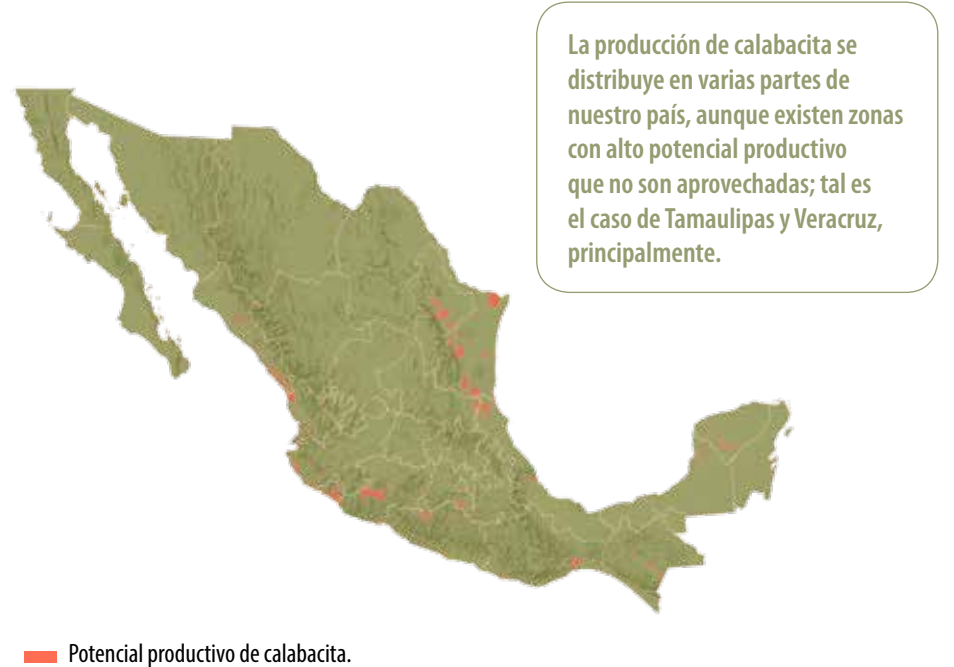 La producción de calabacita se
distribuye en varias partes de
nuestro país, aunque existen zonas
con alto potencial productivo
que no son aprovechadas; tal es
el caso de Tamaulipas y Veracruz,
principalmente.
Potencial productivo de calabacita.